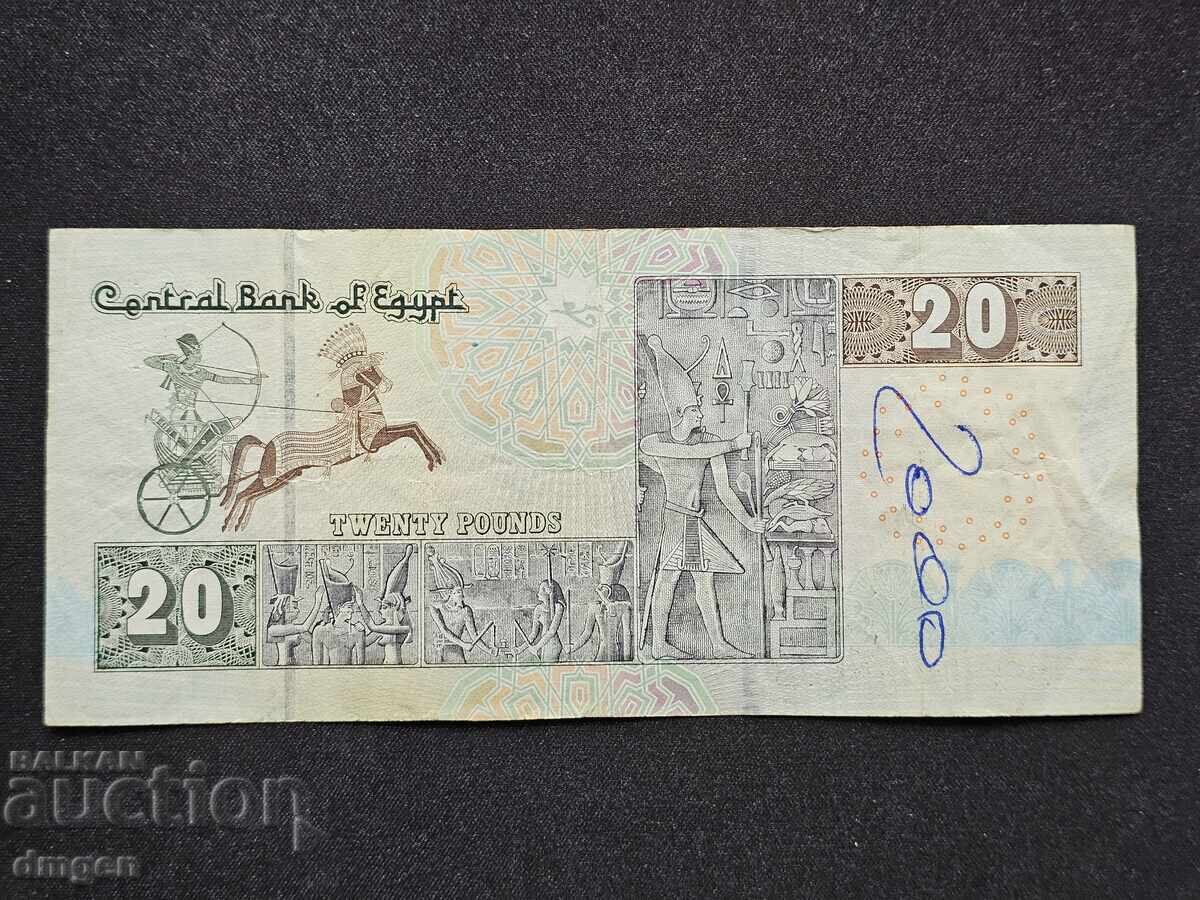 Central Bank of Egypt
20
2000
TWENTY POUNDS
20
BALKAN
auction
dmgen